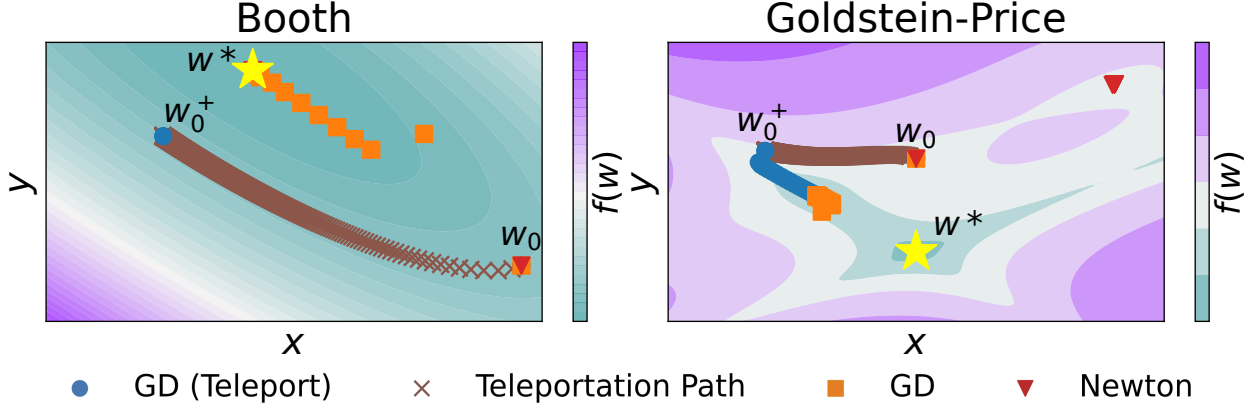 Booth
Goldstein-Price
w*
w₀⁺
w₀
y
x
f(w)
w₀⁺
w₀
w*
y
x
f(w)
GD (Teleport) Teleportation Path GD Newton